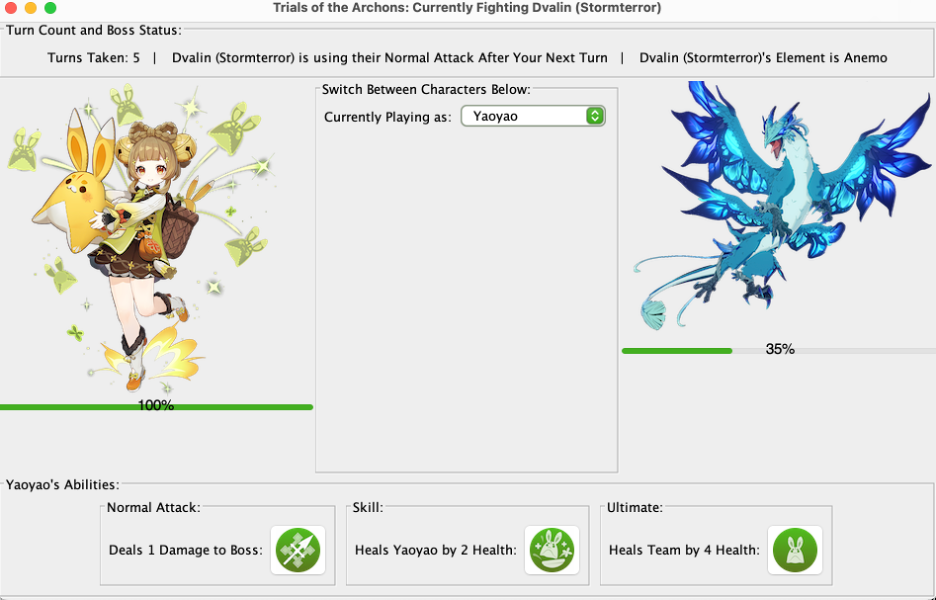 Trials of the Archons: Currently Fighting Dvalin (Stormterror)
Turn Count and Boss Status:
Turns Taken: 5 | Dvalin (Stormterror) is using their Normal Attack After Your Next Turn | Dvalin (Stormterror)'s Element is Anemo
Switch Between Characters Below:
Currently Playing as: Yaoyao
35%
100%
Yaoyao's Abilities:
Normal Attack:
Deals 1 Damage to Boss:
Skill:
Heals Yaoyao by 2 Health:
Ultimate:
Heals Team by 4 Health: